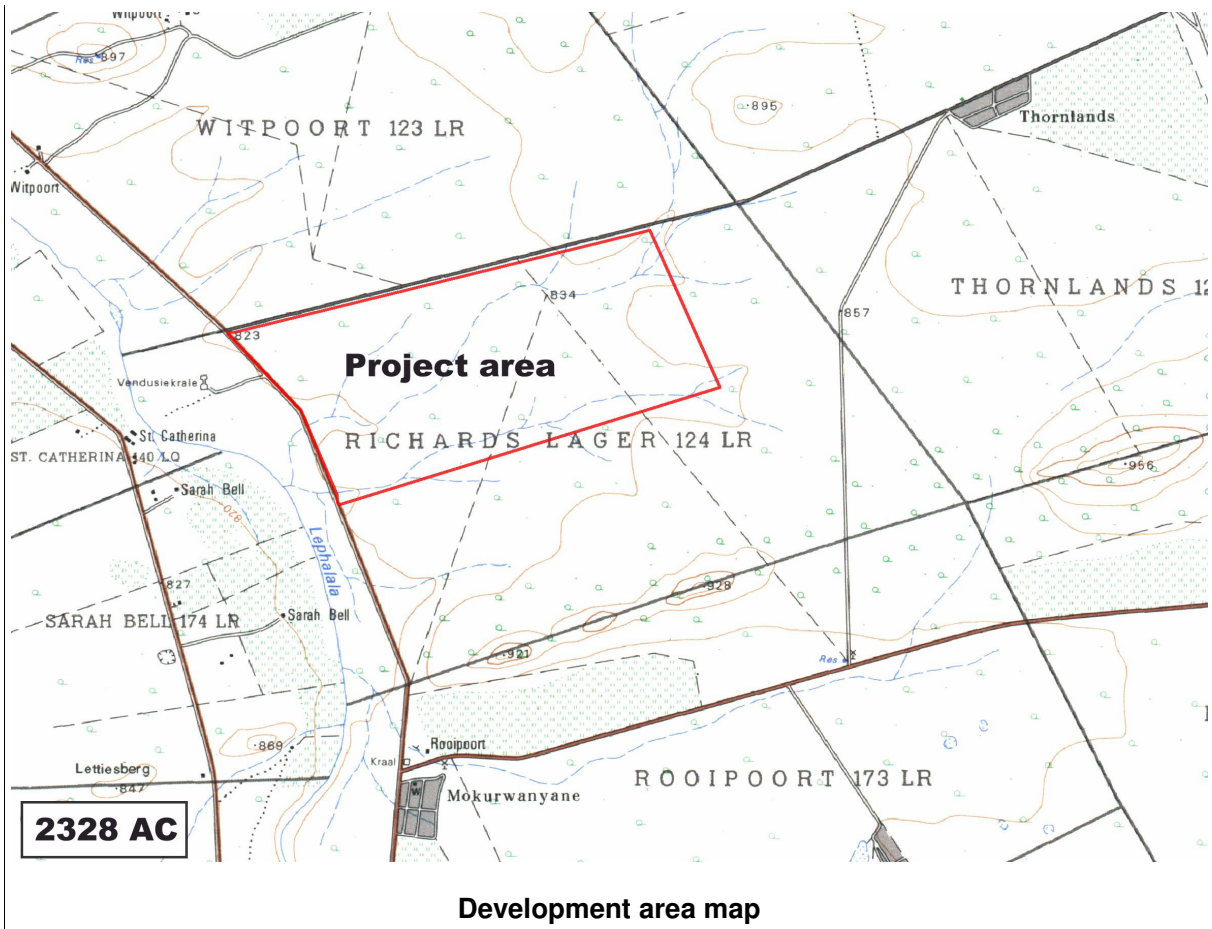 Witpoort
Res 897
WITPOORT 123 LR
895
Thornlands
Witpoort
THORNLANDS 12
834
857
823
Project area
Vendusiekrale
St. Catherina
ST. CATHERINA 140 LQ
RICHARDS LAGER 124 LR
956
Sarah Bell
820
Lephalala
827
928
SARAH BELL 174 LR
Sarah Bell
921
Res
869
Rooipoort
Kraal
Lettiesberg
847
ROOIPOORT 173 LR
Mokurwanyane
W
2328 AC
Development area map